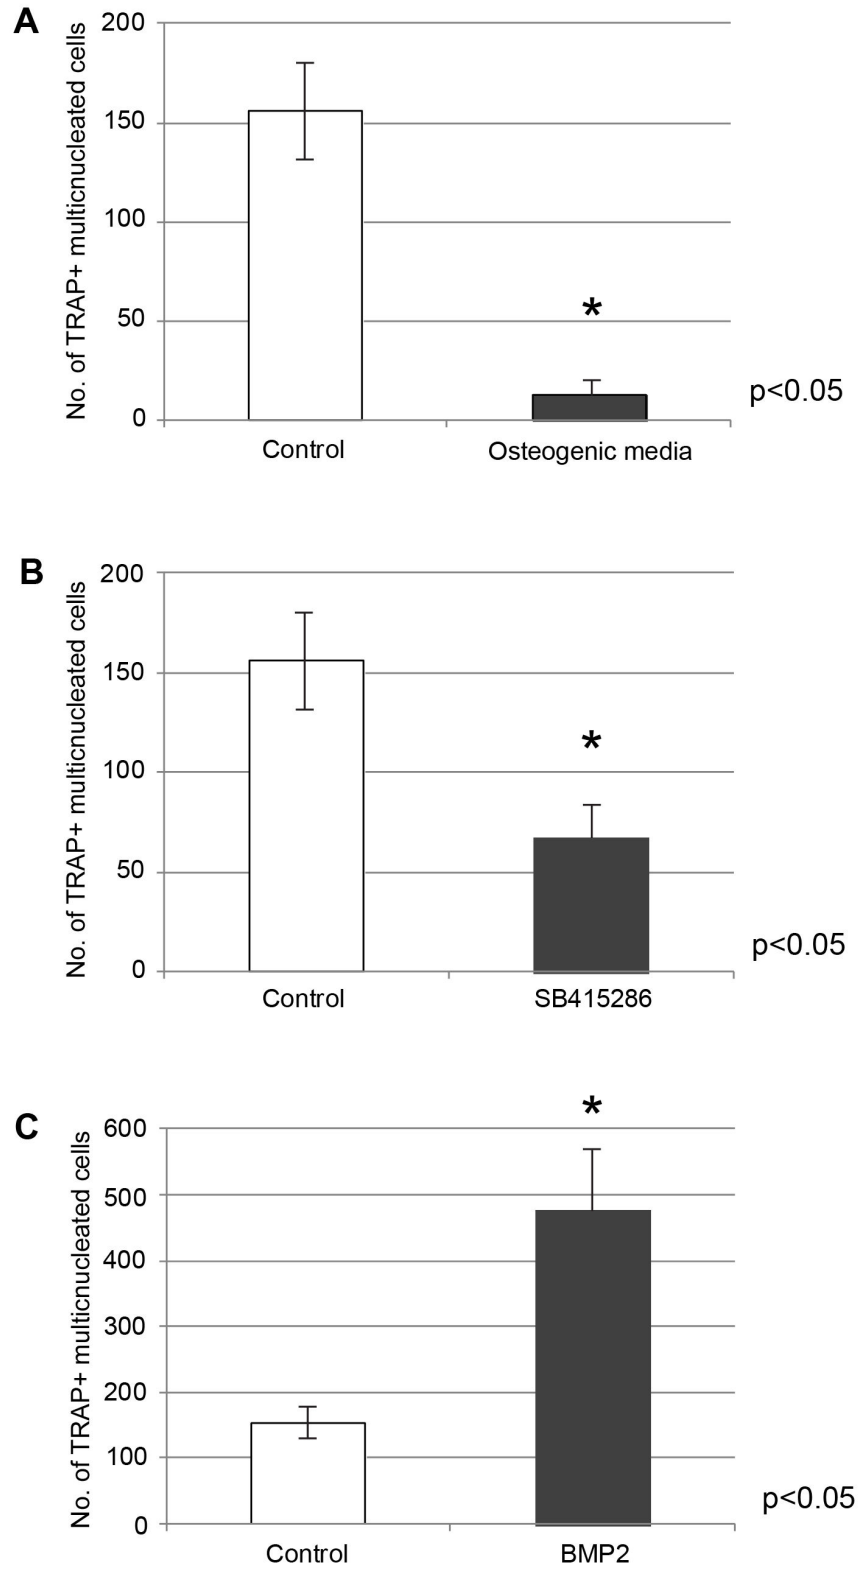 A
No. of TRAP+ multicnucleated cells
200
150
100
50
0
*
Control
Osteogenic media
p<0.05
B
No. of TRAP+ multicnucleated cells
200
150
100
50
0
*
Control
SB415286
p<0.05
C
No. of TRAP+ multicnucleated cells
600
500
400
300
200
100
0
*
Control
BMP2
p<0.05